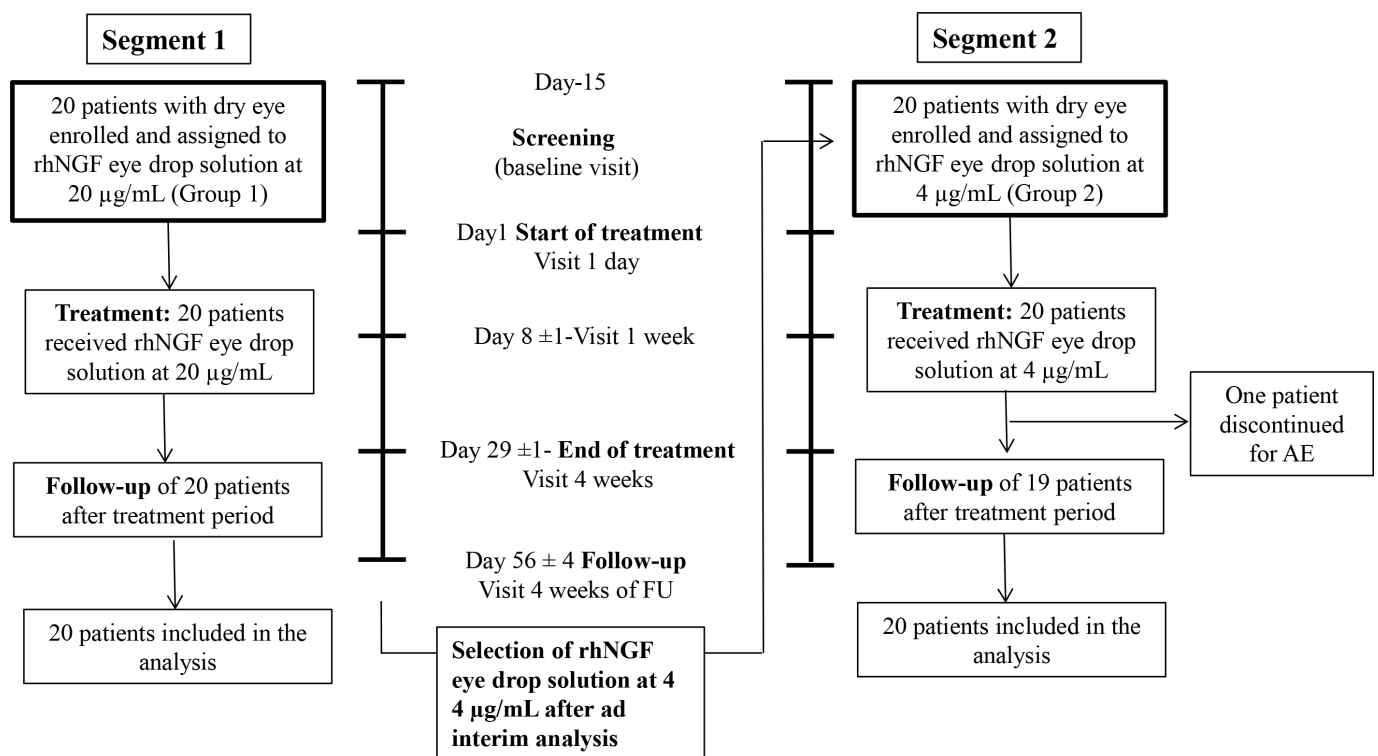 Segment 1
20 patients with dry eye
enrolled and assigned to
rhNGF eye drop solution at
20 µg/mL (Group 1)
Treatment: 20 patients
received rhNGF eye drop
solution at 20 µg/mL
Follow-up of 20 patients
after treatment period
20 patients included in the
analysis
Day-15
Screening
(baseline visit)
Day1 Start of treatment
Visit 1 day
Day 8 ±1-Visit 1 week
Day 29 ±1- End of treatment
Visit 4 weeks
Day 56 ± 4 Follow-up
Visit 4 weeks of FU
Selection of rhNGF
eye drop solution at 4
4 µg/mL after ad
interim analysis
Segment 2
20 patients with dry eye
enrolled and assigned to
rhNGF eye drop solution at
4 µg/mL (Group 2)
Treatment: 20 patients
received rhNGF eye drop
solution at 4 µg/mL
One patient
discontinued
for AE
Follow-up of 19 patients
after treatment period
20 patients included in the
analysis